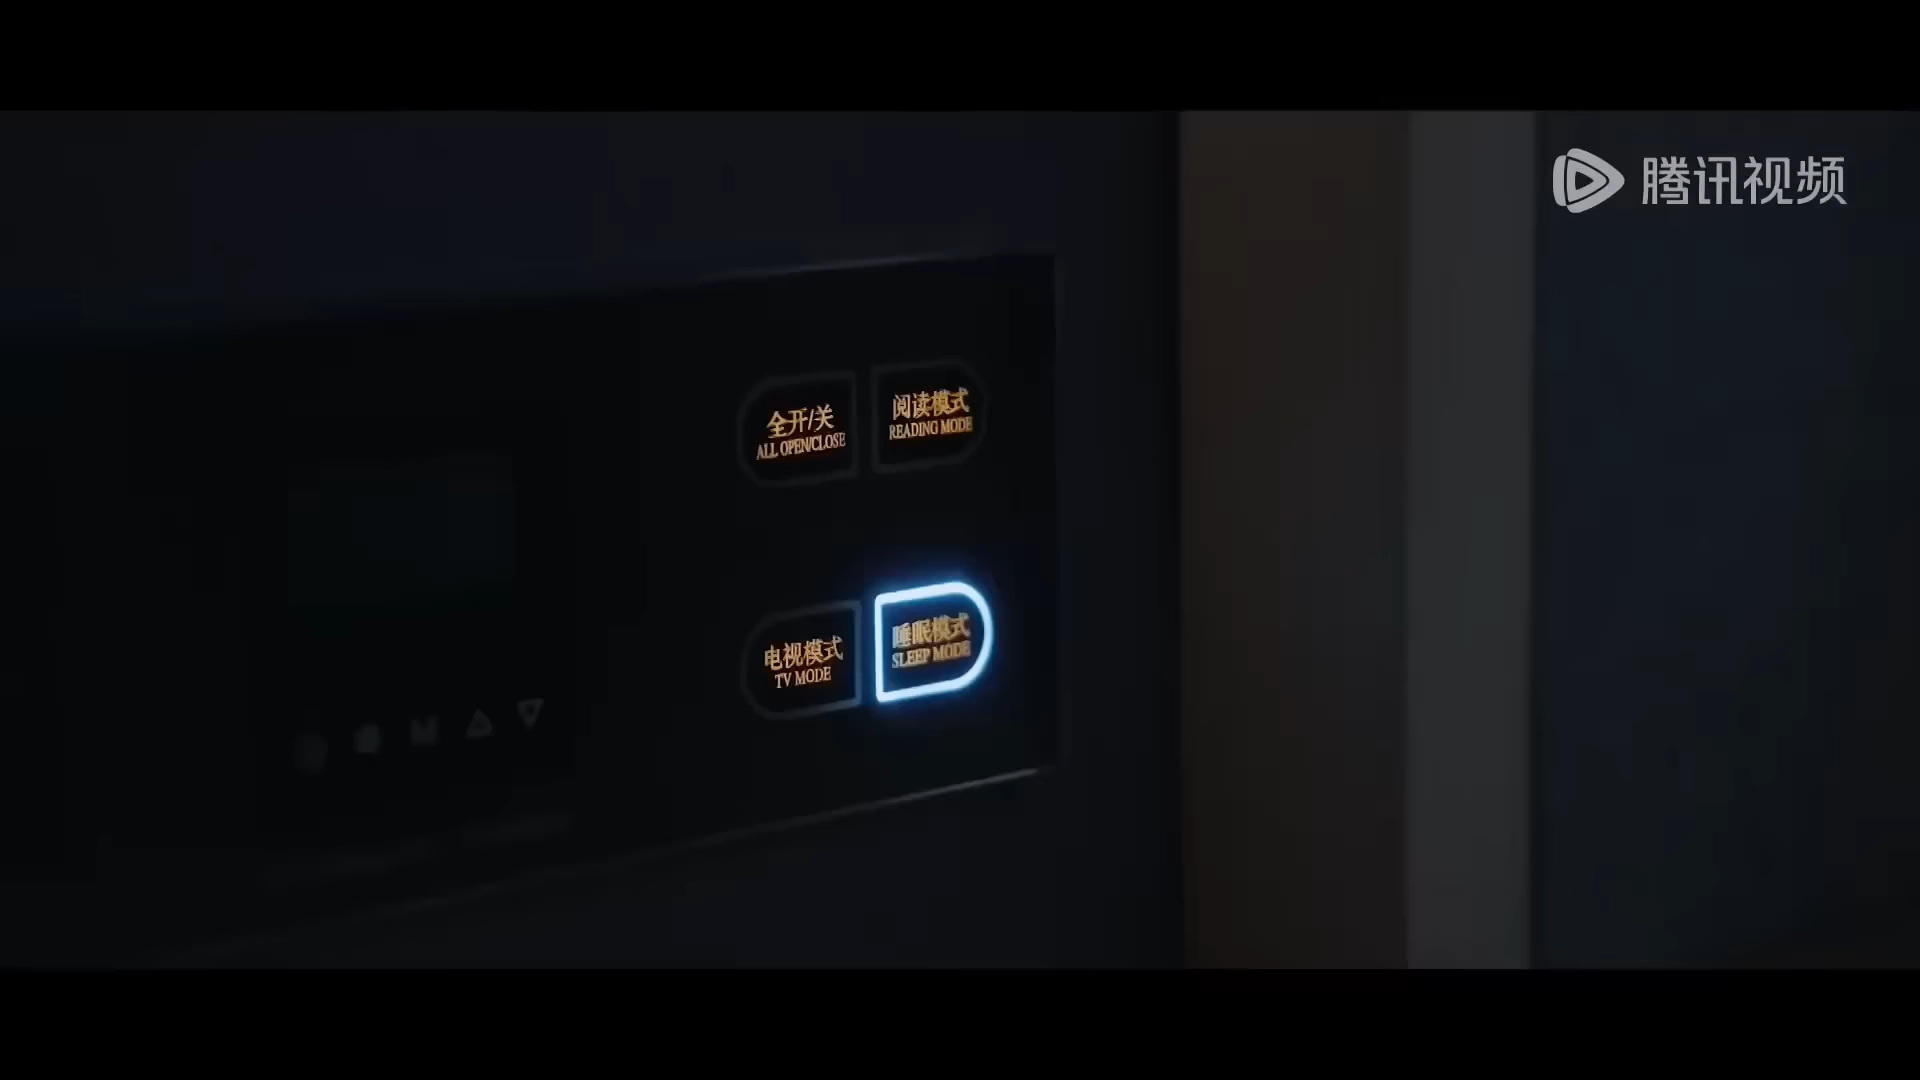 腾讯视频
全开/关
ALL OPEN/CLOSE
阅读模式
READING MODE
电视模式
TV MODE
睡眠模式
SLEEP MODE